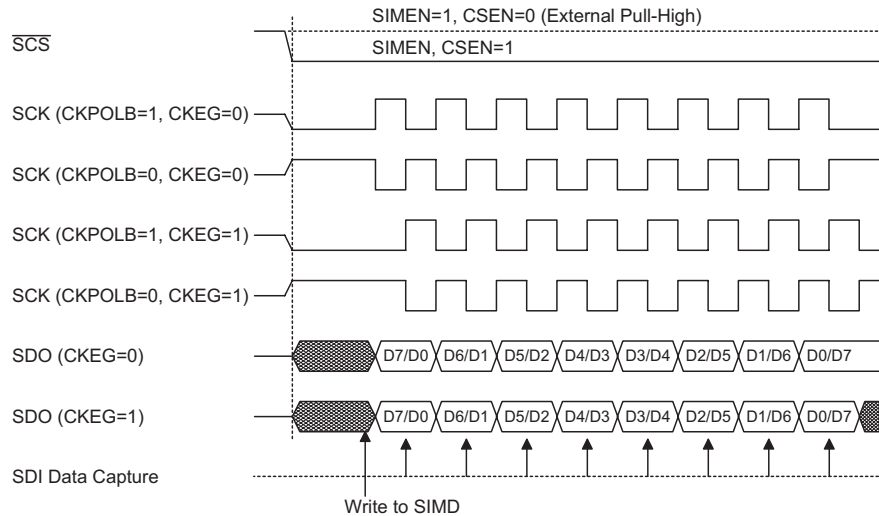 SIMEN=1, CSEN=0 (External Pull-High)
SCS
SIMEN, CSEN=1
SCK (CKPOLB=1, CKEG=0)
SCK (CKPOLB=0, CKEG=0)
SCK (CKPOLB=1, CKEG=1)
SCK (CKPOLB=0, CKEG=1)
SDO (CKEG=0) D7/D0 D6/D1 D5/D2 D4/D3 D3/D4 D2/D5 D1/D6 D0/D7
SDO (CKEG=1) D7/D0 D6/D1 D5/D2 D4/D3 D3/D4 D2/D5 D1/D6 D0/D7
SDI Data Capture
Write to SIMD